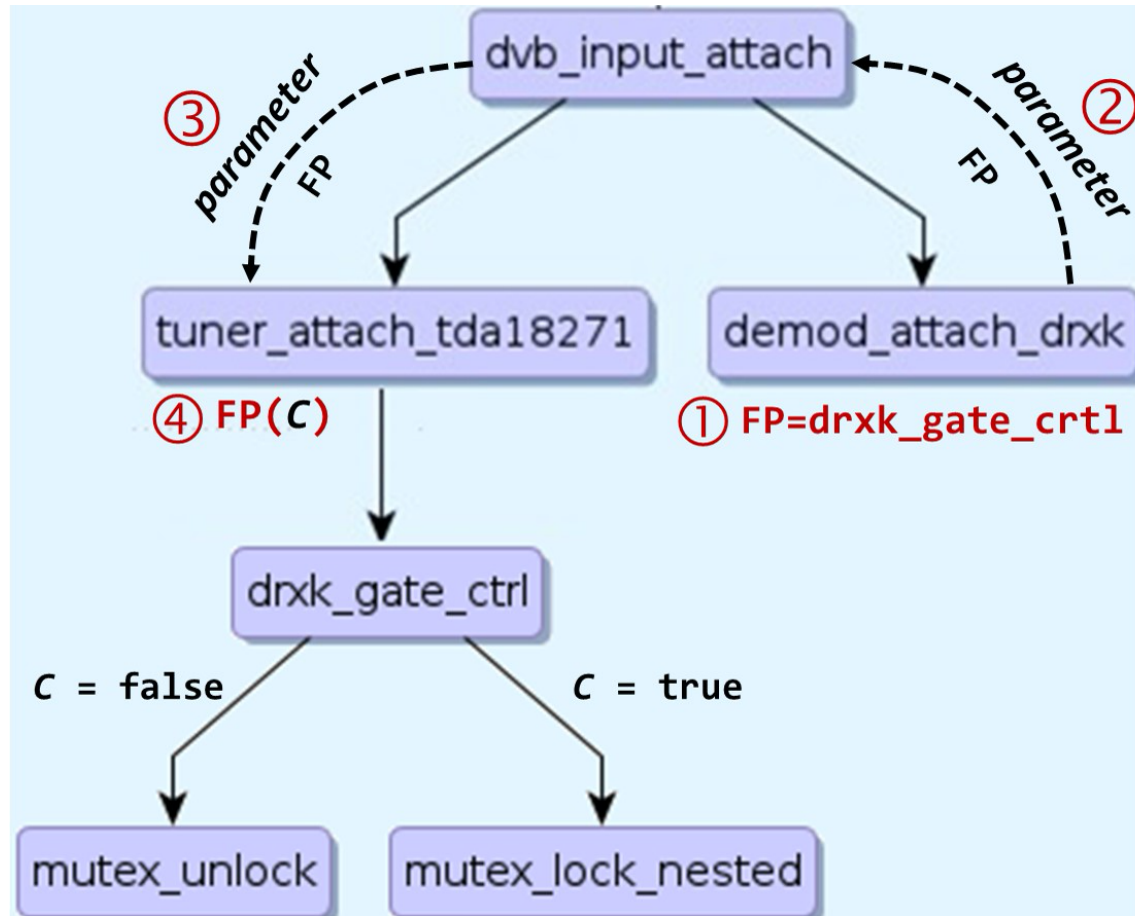 dvb_input_attach
③
parameter
FP
parameter
②
FP
tuner_attach_tda18271
demod_attach_drxk
④ FP(C)
① FP=drxk_gate_crtl
drxk_gate_ctrl
C = false
C = true
mutex_unlock
mutex_lock_nested